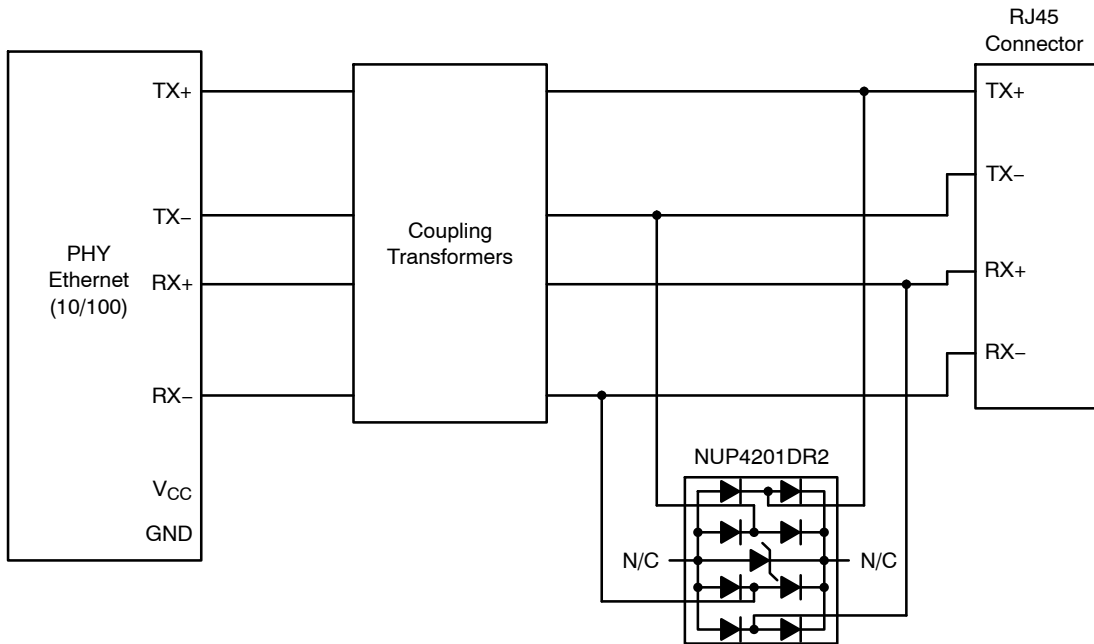 RJ45
Connector
PHY
Ethernet
(10/100)
TX+
TX−
RX+
RX−
VCC
GND
Coupling
Transformers
TX+
TX−
RX+
RX−
NUP4201DR2
N/C
N/C